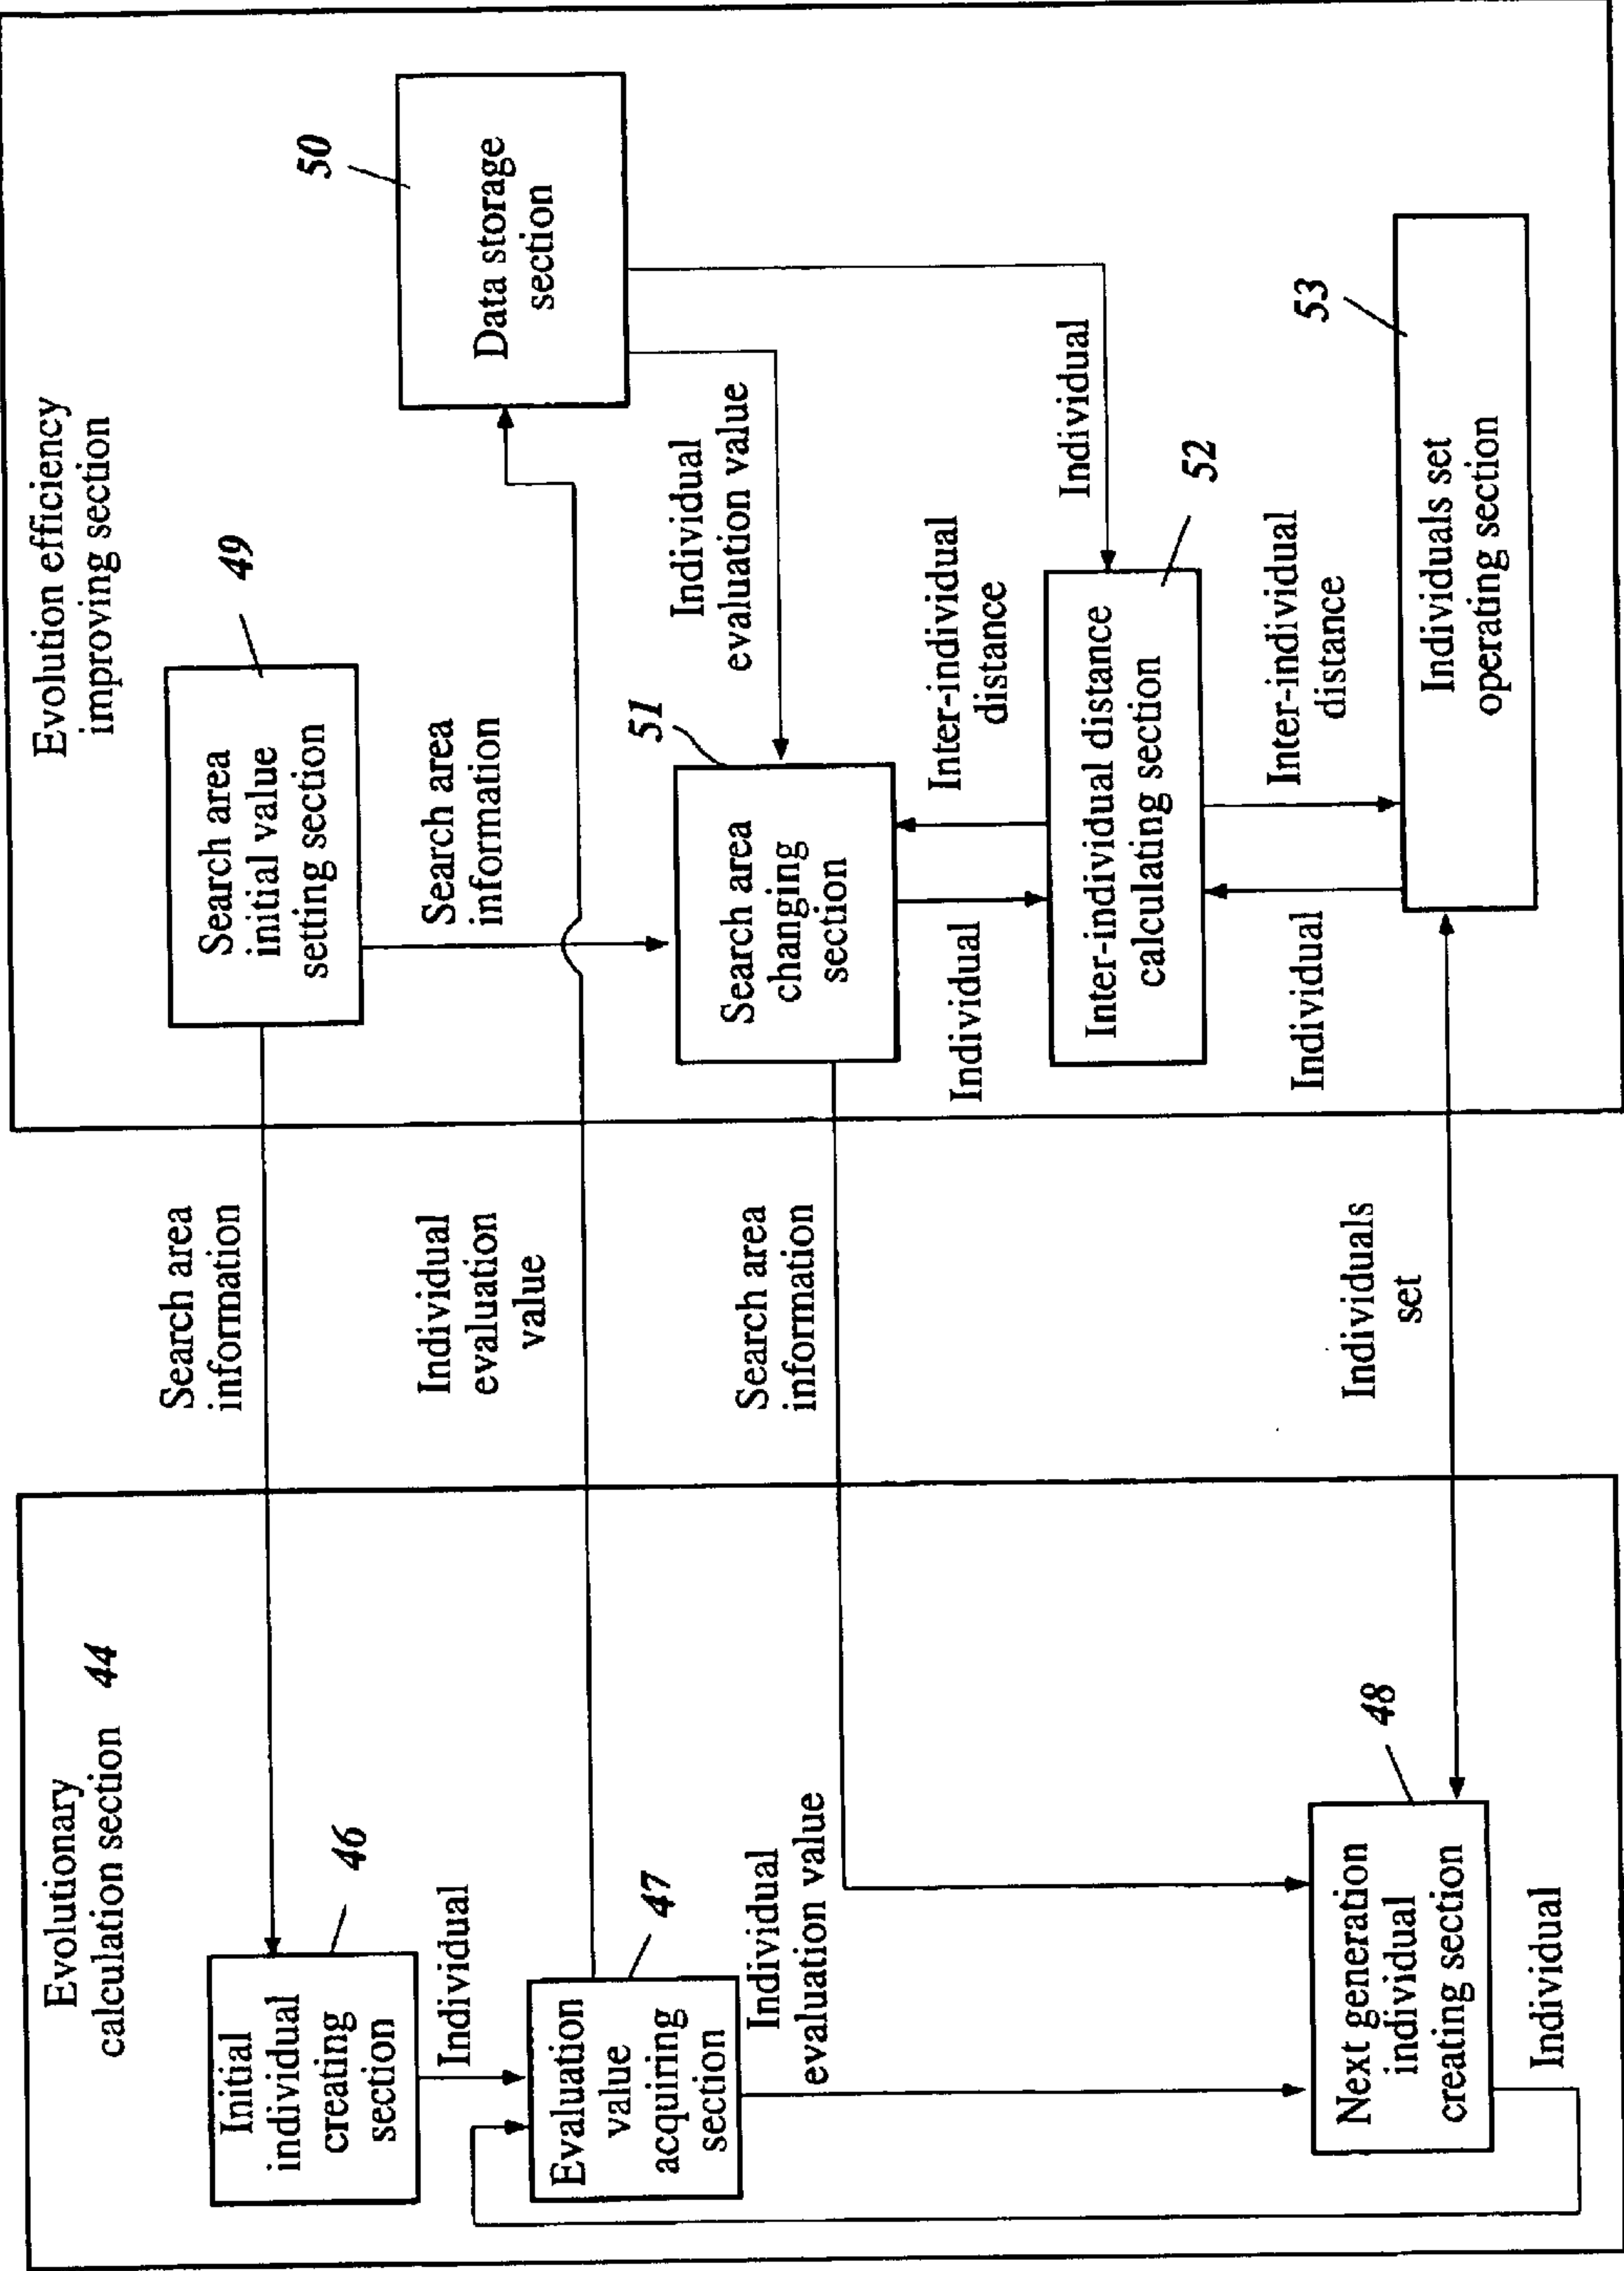 Evolutionary
calculation section 44
Initial
individual
creating
section
46
Individual
Evaluation
value
acquiring
section
47
Individual
evaluation value
Next generation
individual
creating section
48
Individual
Search area
information
Individual
evaluation
value
Search area
information
Individuals
set
Evolution efficiency
improving section
Search area
initial value
setting section
49
Search area
information
Data storage
section
50
Individual
evaluation value
Individual
Search area
changing
section
51
Individual
Inter-individual
distance
Inter-individual distance
calculating section
52
Individual
Inter-individual
distance
Individuals set
operating section
53